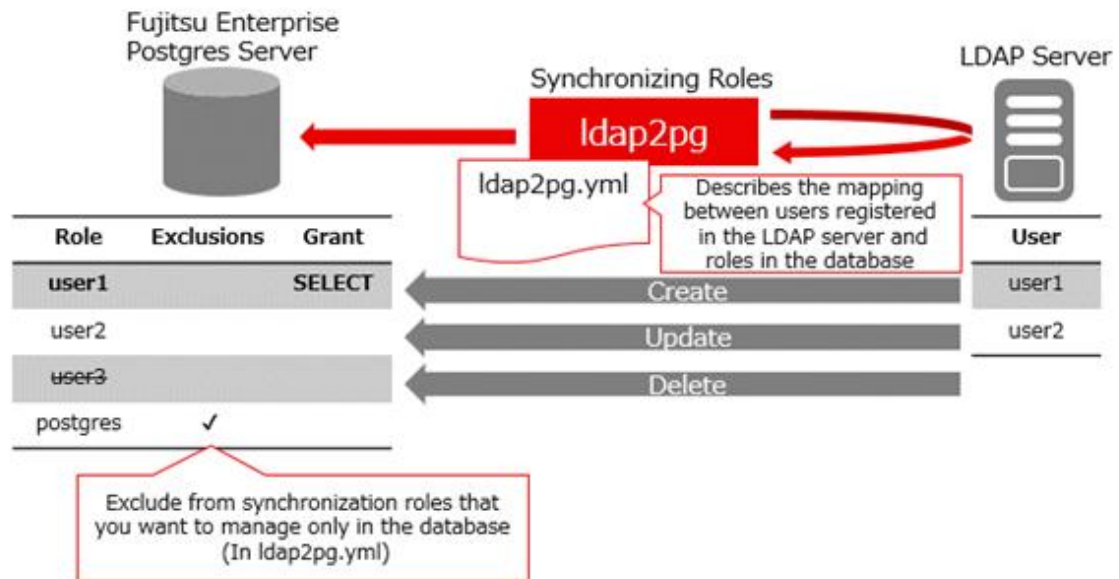 Fujitsu Enterprise
Postgres Server
LDAP Server
Synchronizing Roles
ldap2pg
ldap2pg.yml
Describes the mapping
between users registered
in the LDAP server and
roles in the database
Role Exclusions Grant
user1 SELECT
user2
user3
postgres ✓
Create
Update
Delete
User
user1
user2
Exclude from synchronization roles that
you want to manage only in the database
(In ldap2pg.yml)